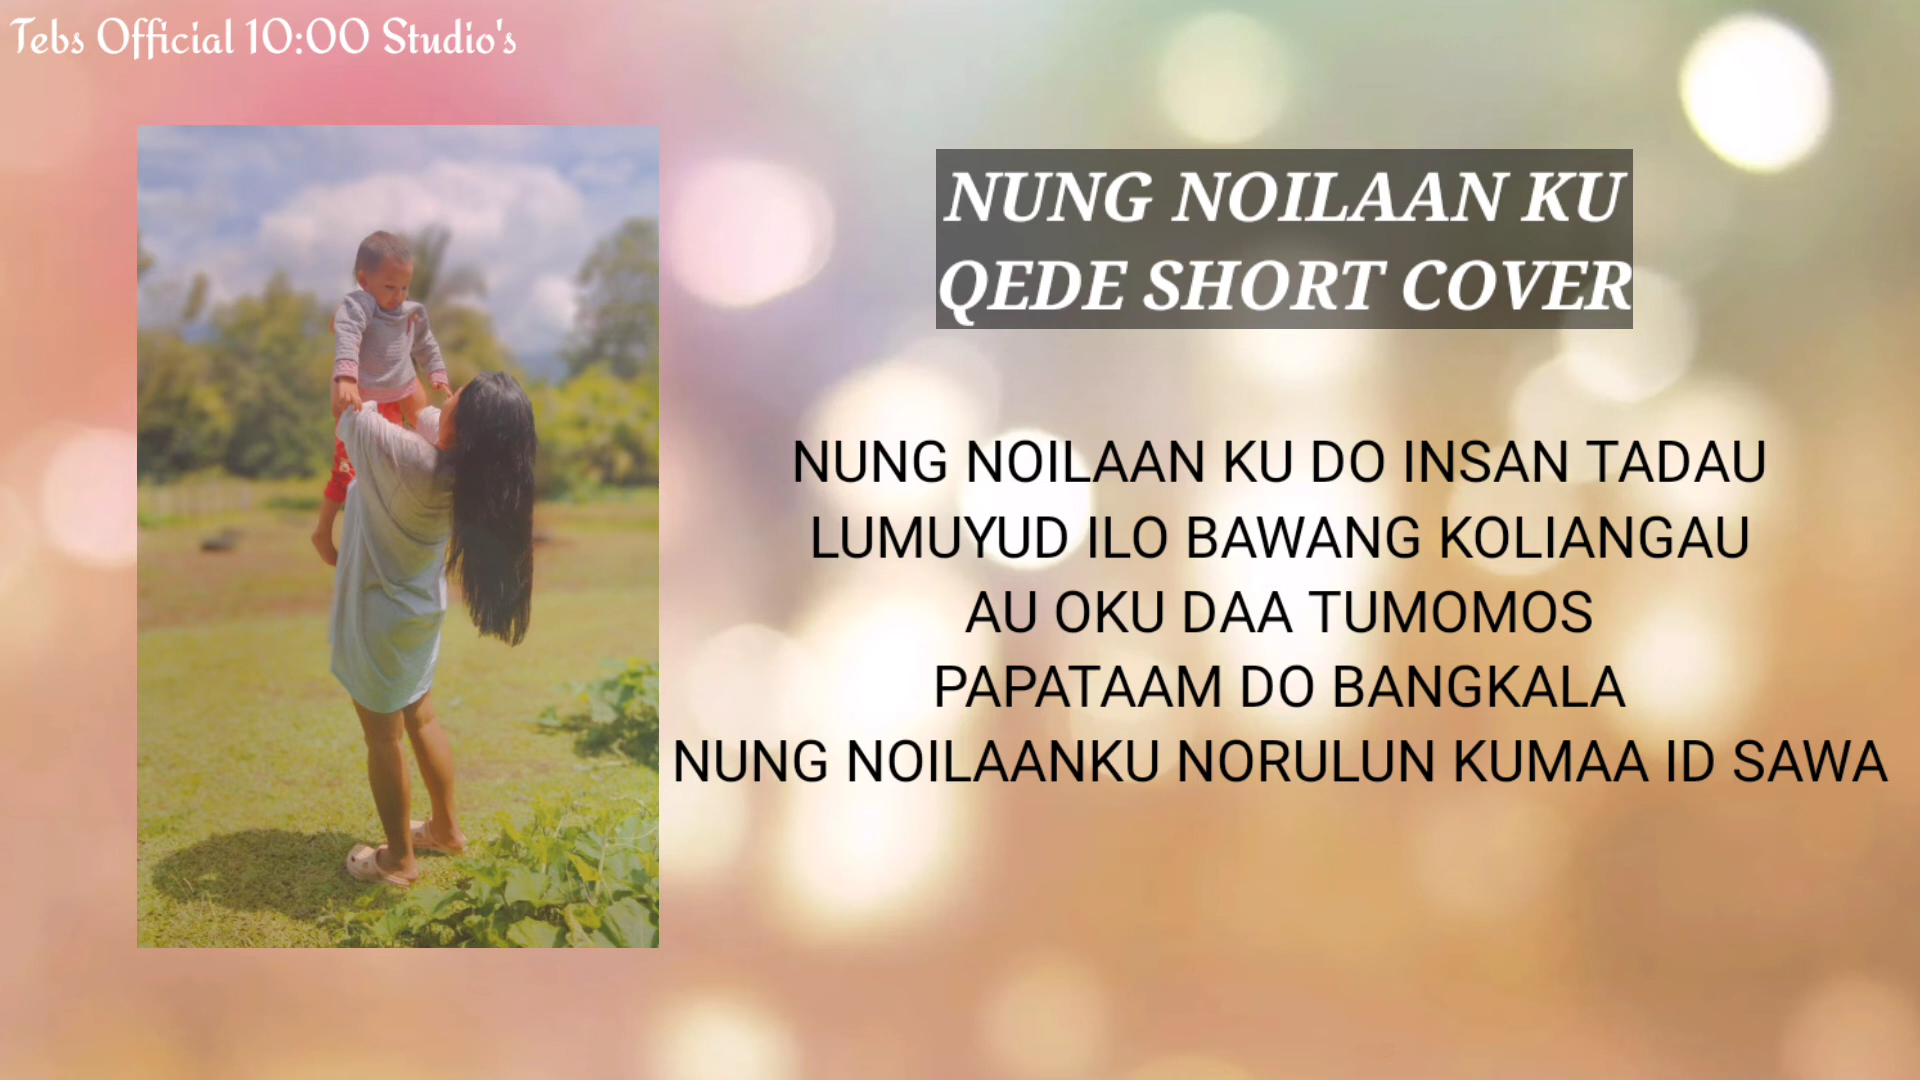 Tebs Official 10:00 Studio's
NUNG NOILAAN KU
QEDE SHORT COVER
NUNG NOILAAN KU DO INSAN TADAU
LUMUYUD ILO BAWANG KOLIANGAU
AU OKU DAA TUMOMOS
PAPATAAM DO BANGKALA
NUNG NOILAANKU NORULUN KUMAA ID SAWA